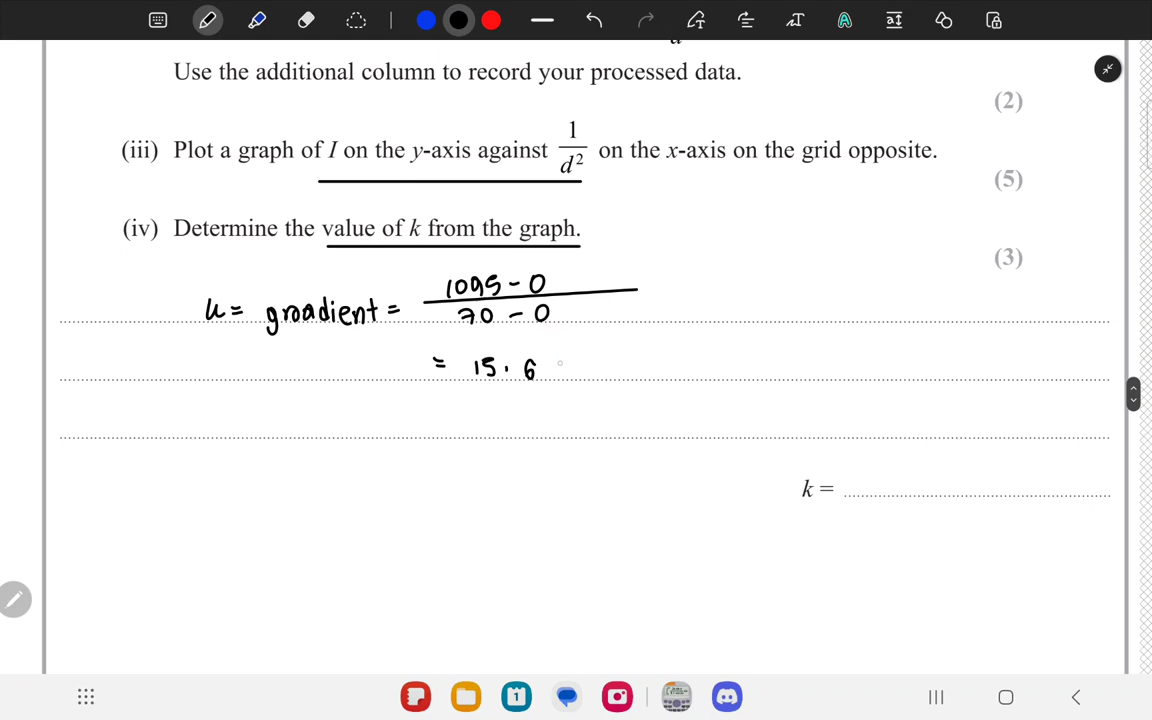 Use the additional column to record your processed data.
(2)
(iii) Plot a graph of I on the y-axis against 1/d² on the x-axis on the grid opposite.
(5)
(iv) Determine the value of k from the graph.
(3)
k = gradient = 1095 - 0 / 70 - 0
= 15.6
k =